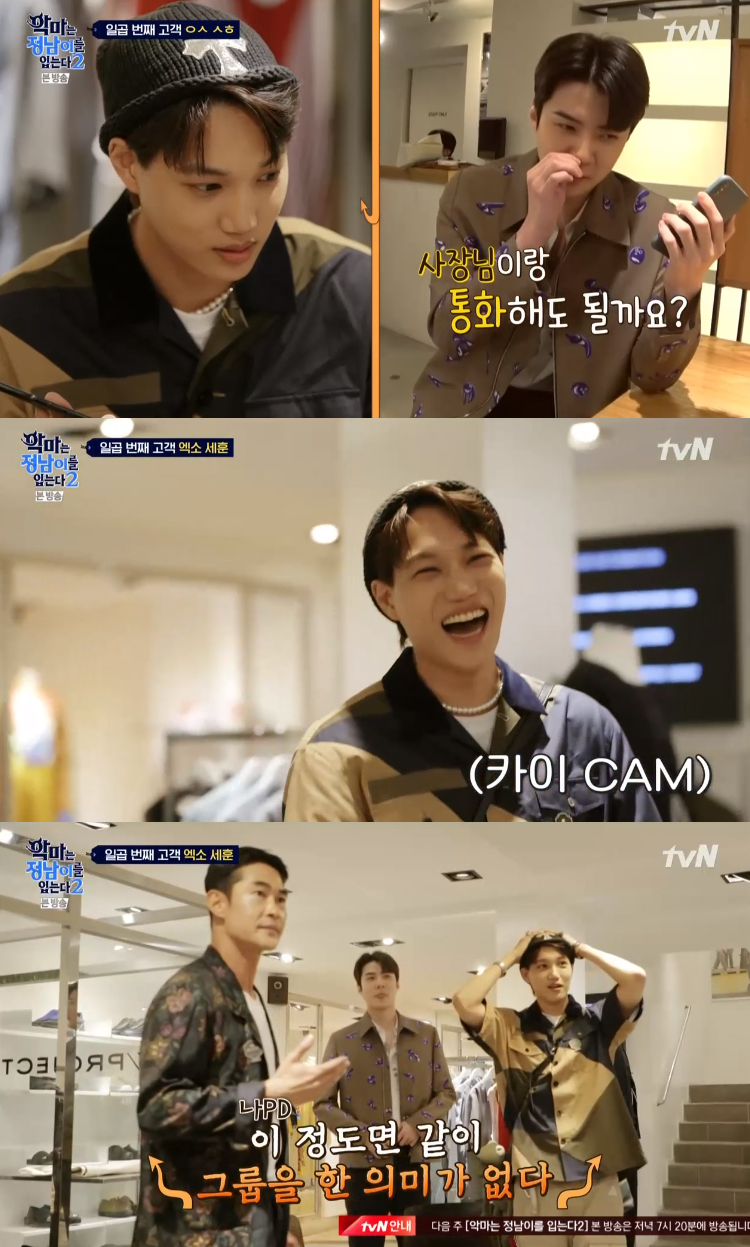 악마는
정남이를
입는다2
본 방송
일곱 번째 고객 ㅇㅅ ㅅㅎ
tvN
사장님이랑
통화해도 될까요?
악마는
정남이를
입는다2
본 방송
일곱 번째 고객 엑소 세훈
tvN
(카이 CAM)
악마는
정남이를
입는다2
본 방송
일곱 번째 고객 엑소 세훈
tvN
Y/PROJECT
나PD
이 정도면 같이
그룹을 한 의미가 없다
tvN 안내
다음 주 [악마는 정남이를 입는다2] 본 방송은 저녁 7시 20분에 방송됩니